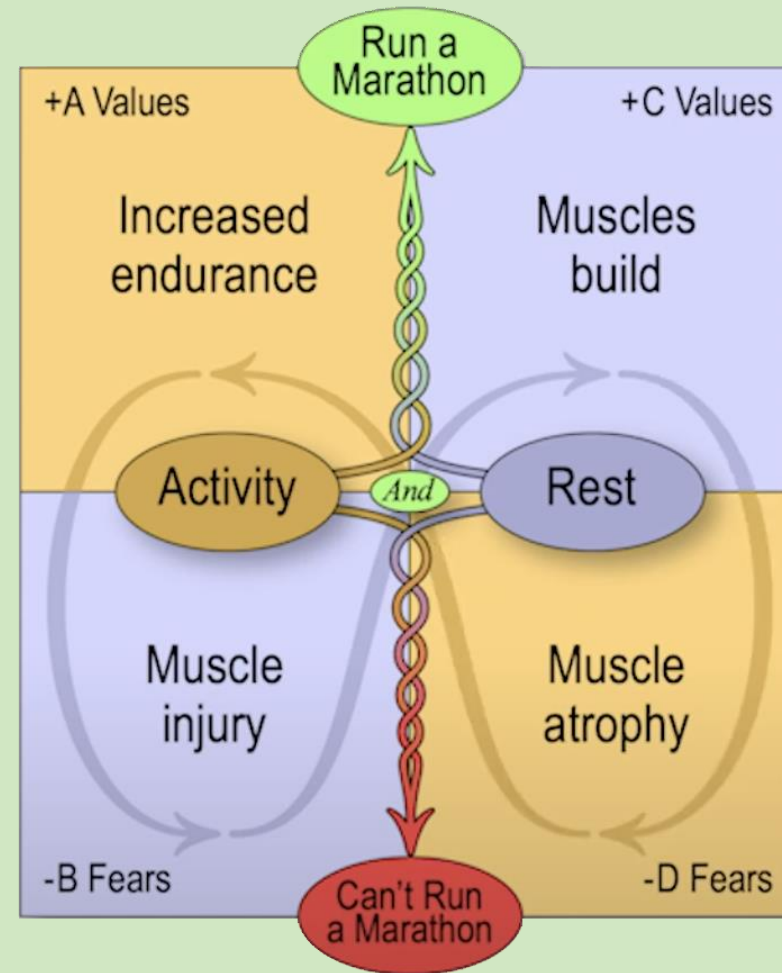 Run a
Marathon
+A Values
+C Values
Increased
endurance
Muscles
build
Activity
And
Rest
Muscle
injury
Muscle
atrophy
-B Fears
-D Fears
Can't Run
a Marathon